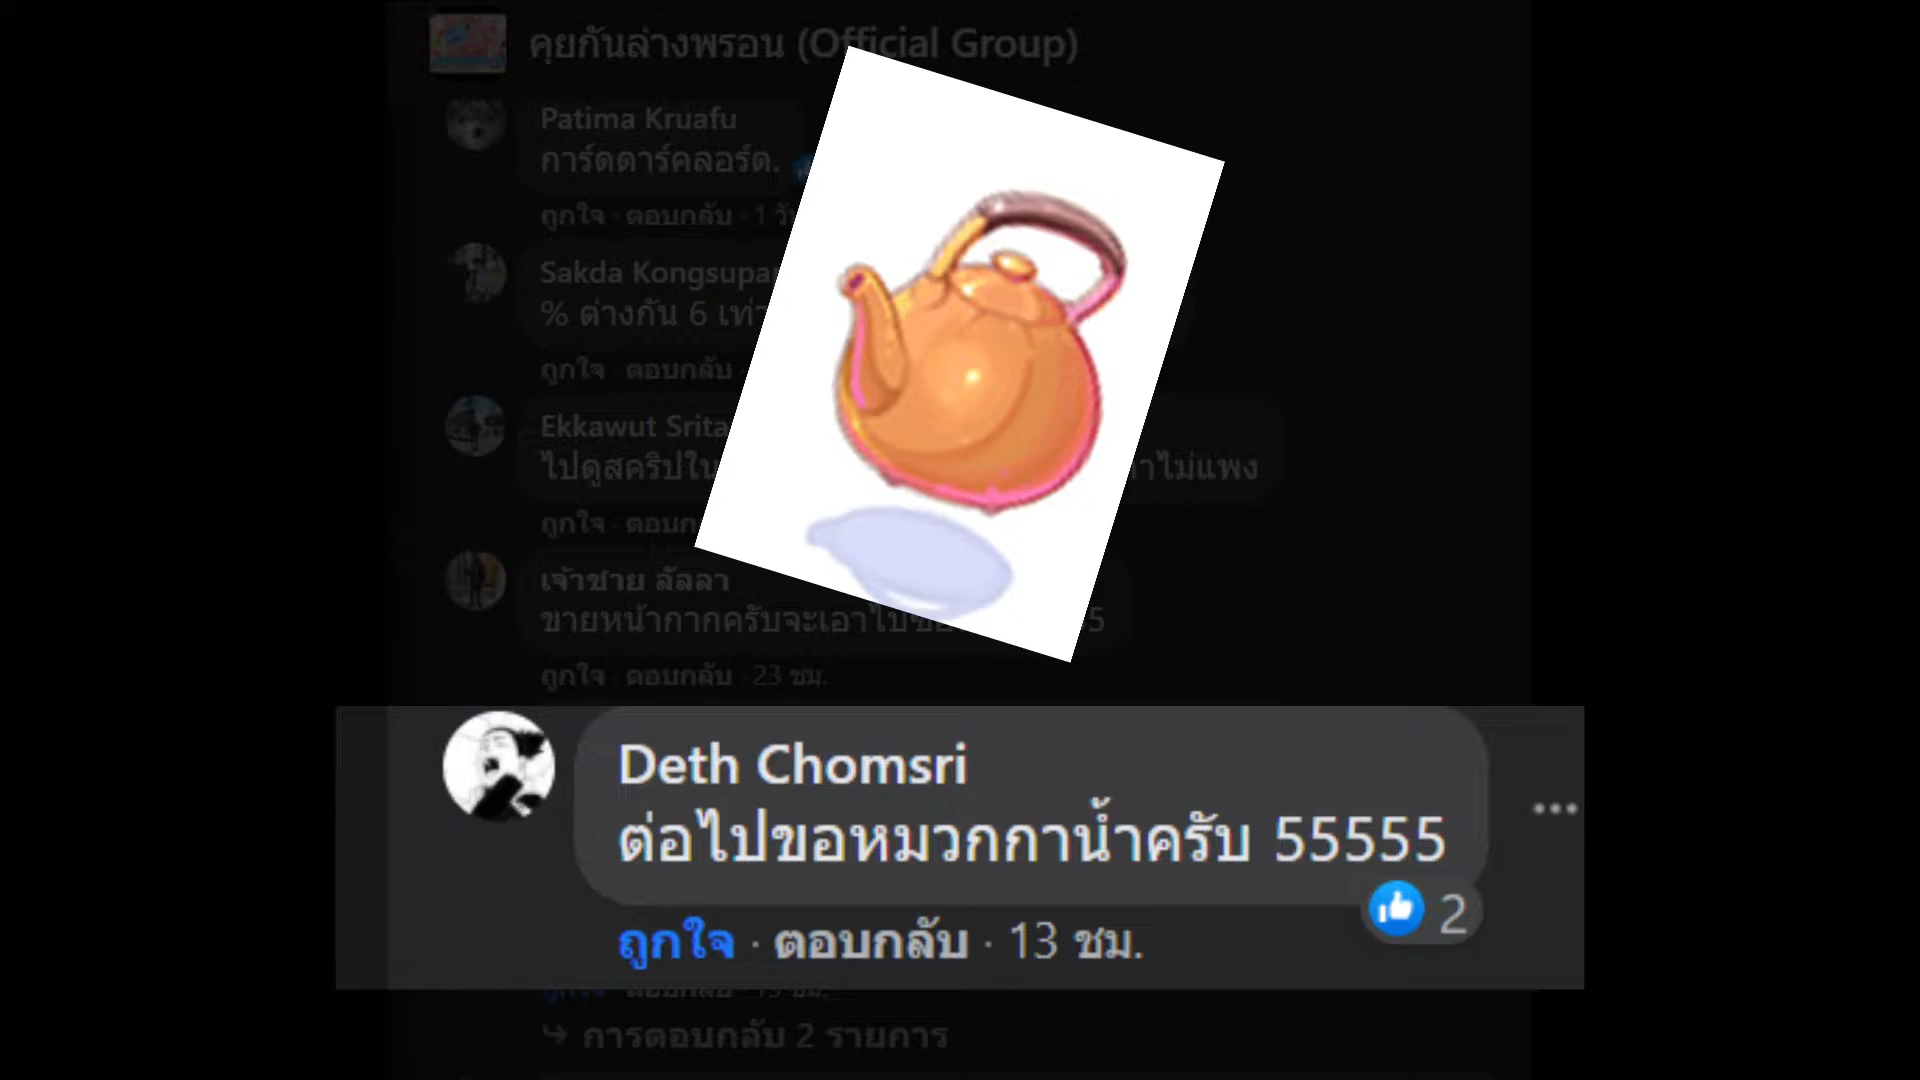 คุยกันล่างพรอน (Official Group)
Patima Kruafu
การ์ดดาร์คลอร์ด.
ถูกใจ · ตอบกลับ · 1
Sakda
% ต่างกัน 6
ถูกใจ · ตอบกลับ
Ekkawut
ไปดูสคริปใน าไม่แพง
ถูกใจ
เจ้าชาย ลัลลา
ขายหน้ากากครับจะเอาไป 5
ถูกใจ · ตอบกลับ · 23 ชม.
Deth Chomsri
ต่อไปขอหมวกกาน้ำครับ 55555
2
ถูกใจ · ตอบกลับ · 13 ชม.
การตอบกลับ 2 รายการ